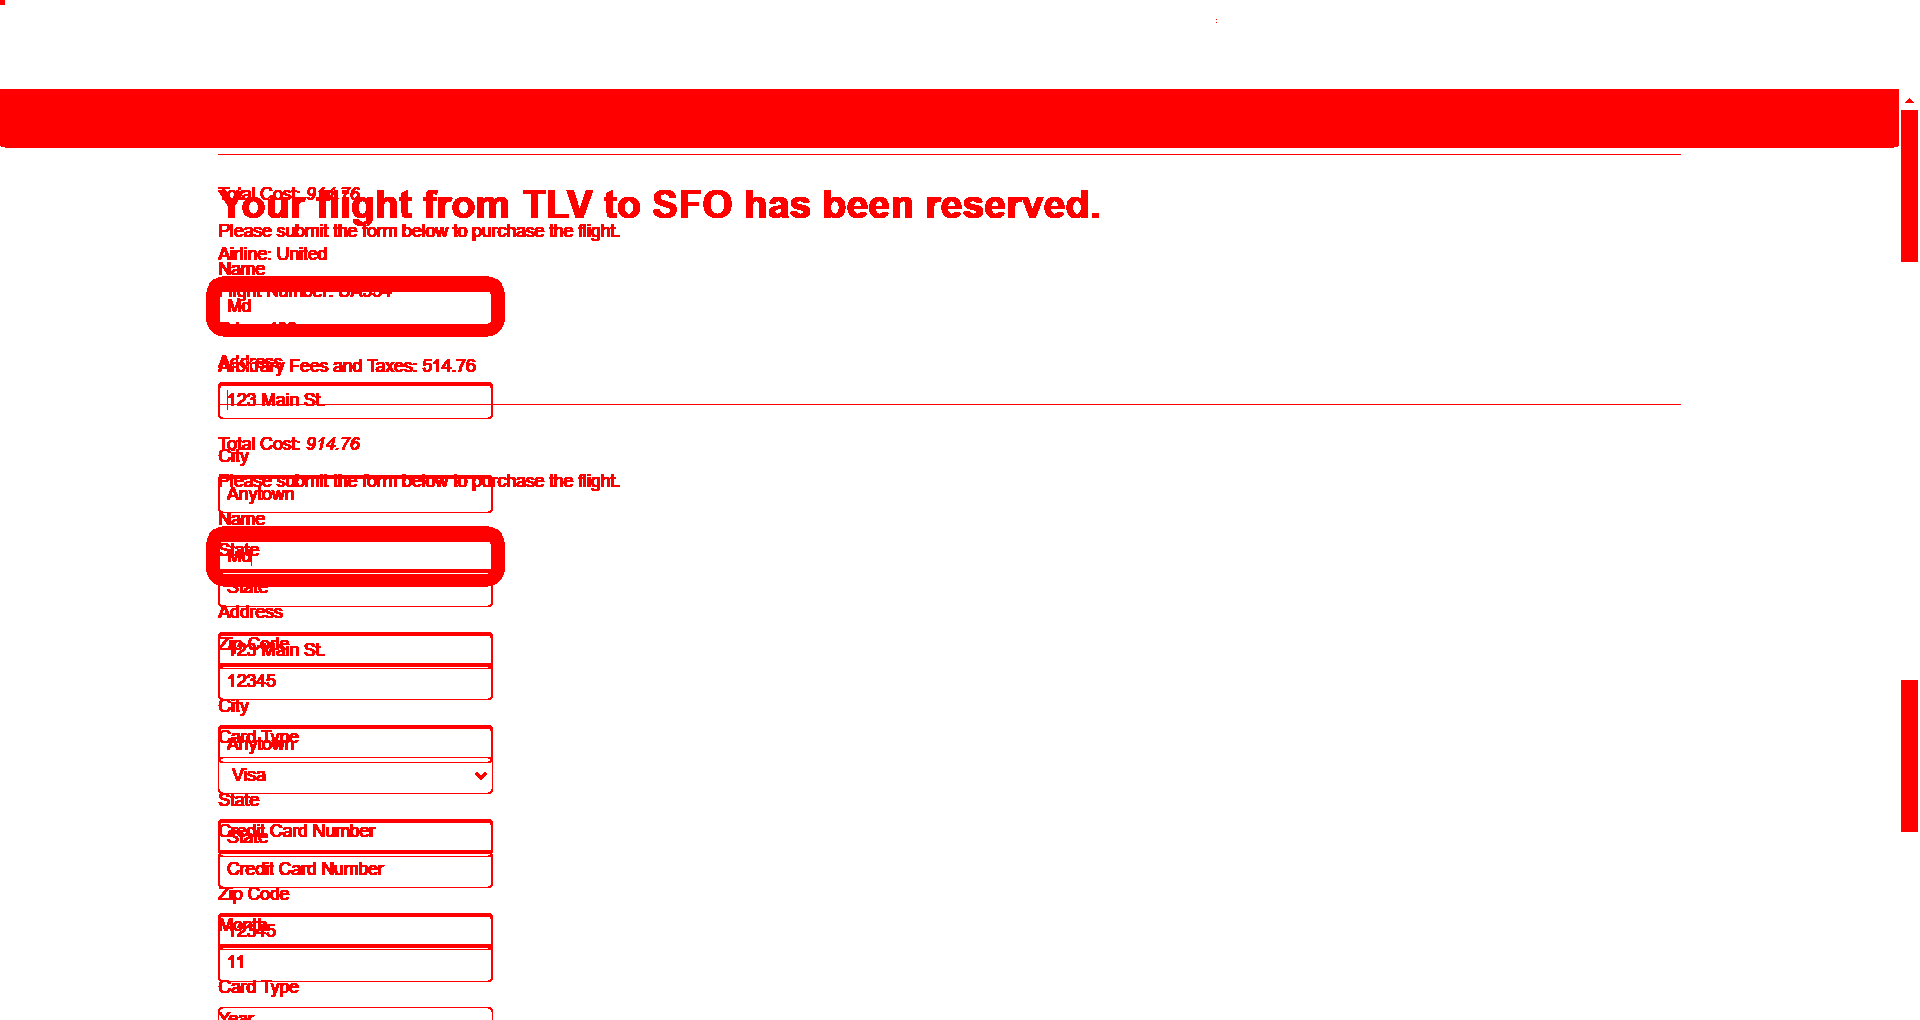 Total Cost: 914.76
Your flight from TLV to SFO has been reserved.
Please submit the form below to purchase the flight.
Airline: United
Name
Flight Number:
Md
Address
Arbitrary Fees and Taxes: 514.76
123 Main St.
Total Cost: 914.76
City
Please submit the form below to purchase the flight.
Anytown
Name
State
Md
State
Address
Zip Code
123 Main St.
12345
City
Card Type
Anytown
Visa
State
Credit Card Number
State
Credit Card Number
Zip Code
Month
12345
11
Card Type
Year